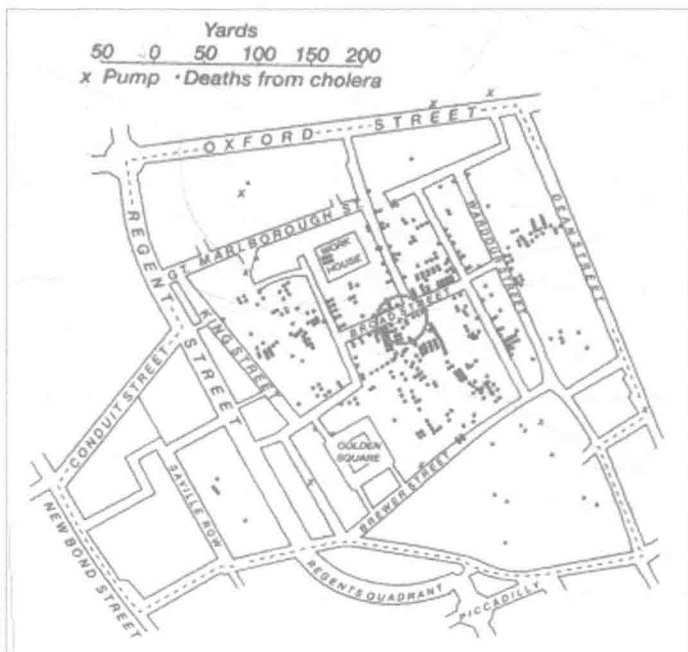 Yards
50 0 50 100 150 200
x Pump • Deaths from cholera
OXFORD STREET
GT. MARLBOROUGH ST.
REGENT STREET
WORK HOUSE
WARDOUR STREET
DEAN STREET
BROAD STREET
KING STREET
CONDUIT STREET
GOLDEN
SQUARE
SAVILLE ROW
BREWER STREET
NEW BOND STREET
REGENTS QUADRANT
PICCADILLY